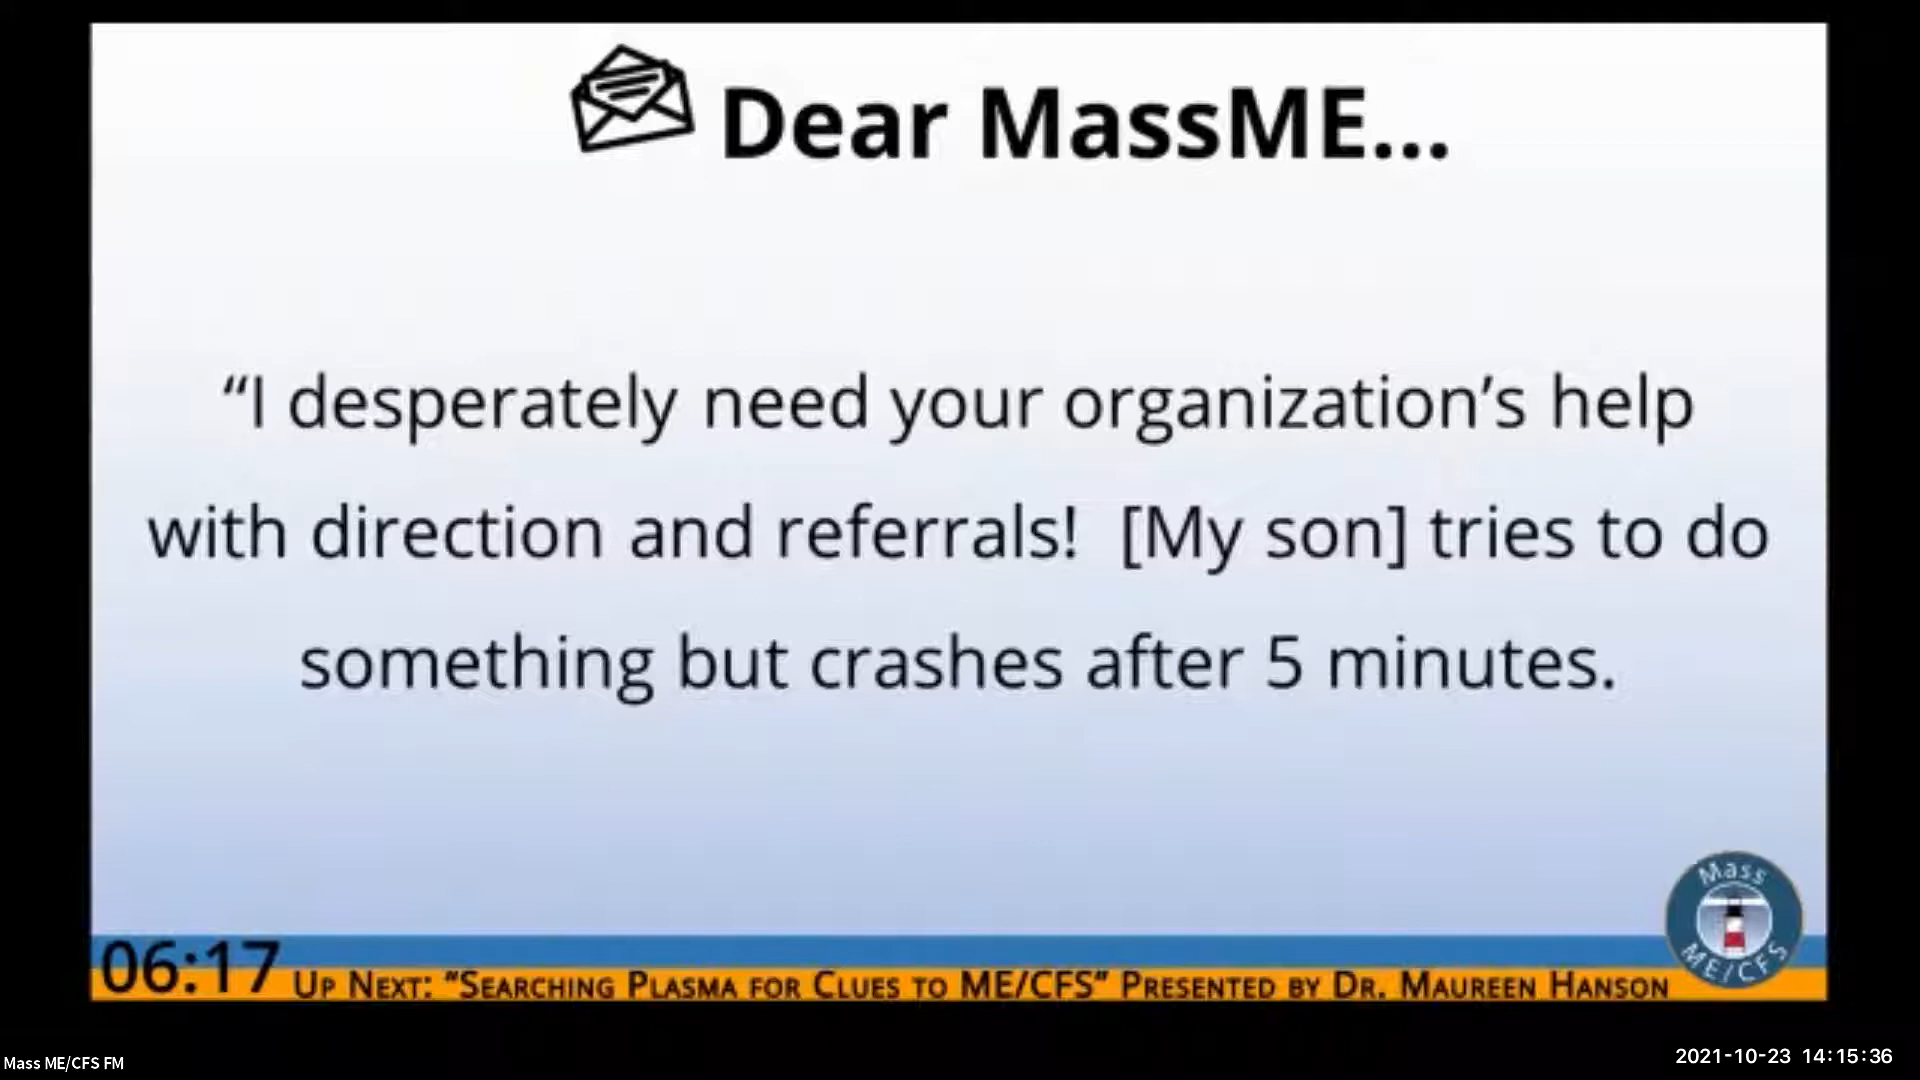 Dear MassME...
“I desperately need your organization’s help
with direction and referrals!  [My son] tries to do
something but crashes after 5 minutes.
Mass
ME/CFS
06:17
Up Next: “Searching Plasma for Clues to ME/CFS” Presented by Dr. Maureen Hanson
Mass ME/CFS FM
2021-10-23 14:15:36